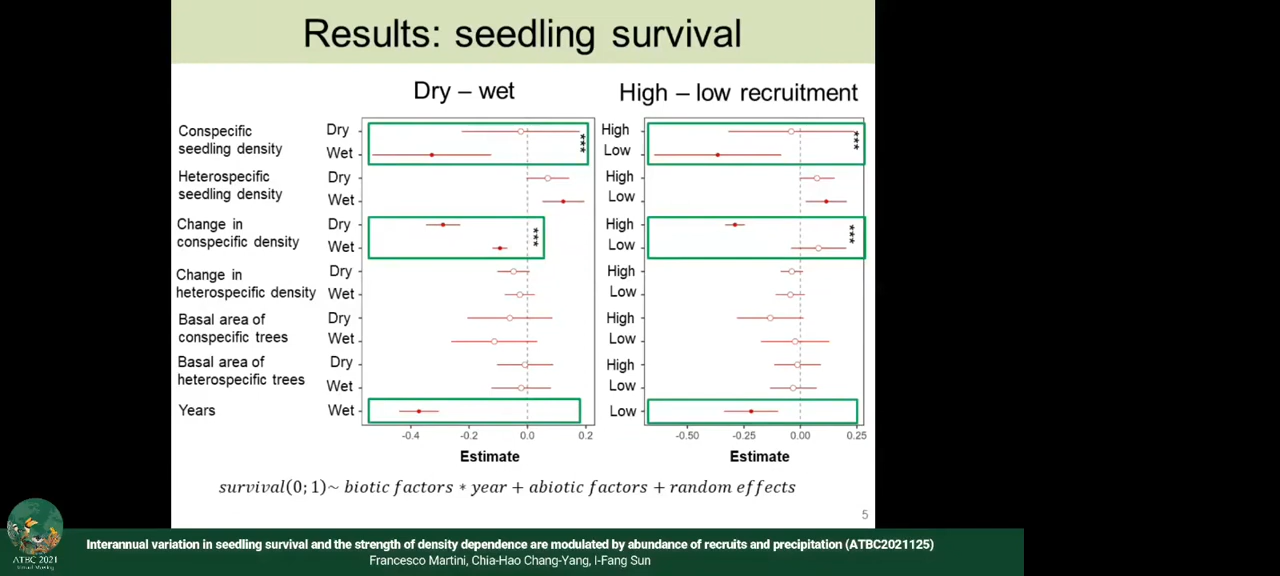 Results: seedling survival
Dry – wet
High – low recruitment
Conspecific
seedling density
Dry
Wet
***
High
Low
***
Heterospecific
seedling density
Dry
Wet
High
Low
Change in
conspecific density
Dry
Wet
***
High
Low
***
Change in
heterospecific density
Dry
Wet
High
Low
Basal area of
conspecific trees
Dry
Wet
High
Low
Basal area of
heterospecific trees
Dry
Wet
High
Low
Years
Wet
Low
-0.4 -0.2 0.0 0.2
-0.50 -0.25 0.00 0.25
Estimate
Estimate
survival(0; 1)~ biotic factors * year + abiotic factors + random effects
5
ATBC 2021
Interannual variation in seedling survival and the strength of density dependence are modulated by abundance of recruits and precipitation (ATBC2021125)
Francesco Martini, Chia-Hao Chang-Yang, I-Fang Sun